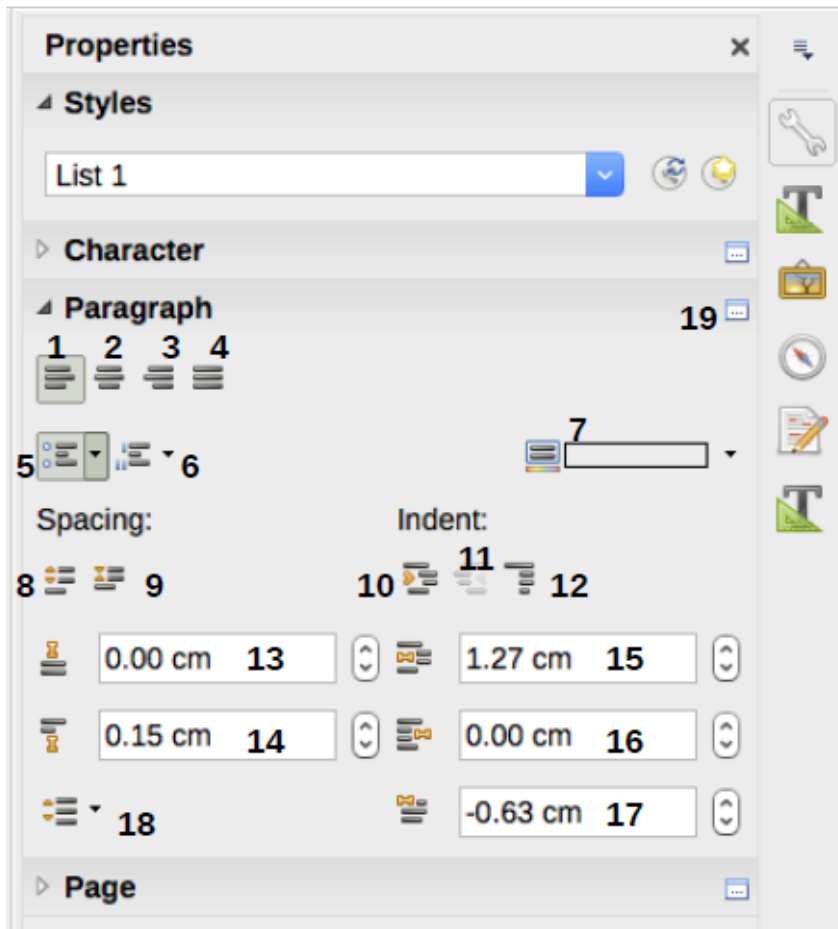 Properties
Styles
List 1
Character
Paragraph 19
1 2 3 4
5 6 7
Spacing: Indent:
8 9 10 11 12
0.00 cm 13 1.27 cm 15
0.15 cm 14 0.00 cm 16
18 -0.63 cm 17
Page